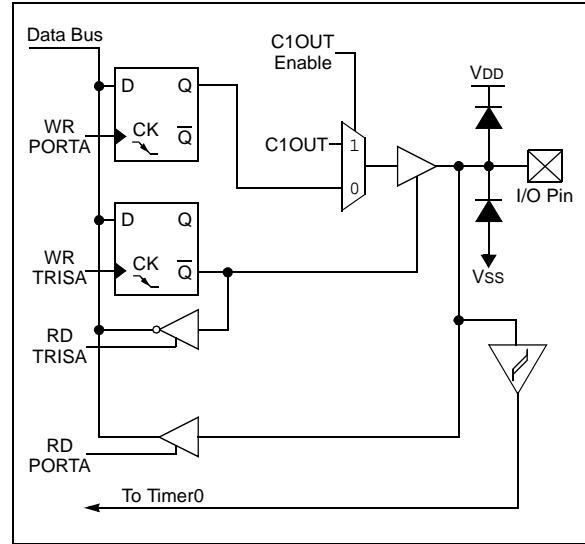 Data Bus
C1OUT
Enable
VDD
D Q
WR
PORTA
CK
Q
C1OUT
1
0
I/O Pin
D Q
WR
TRISA
CK
Q
VSS
RD
TRISA
RD
PORTA
To Timer0